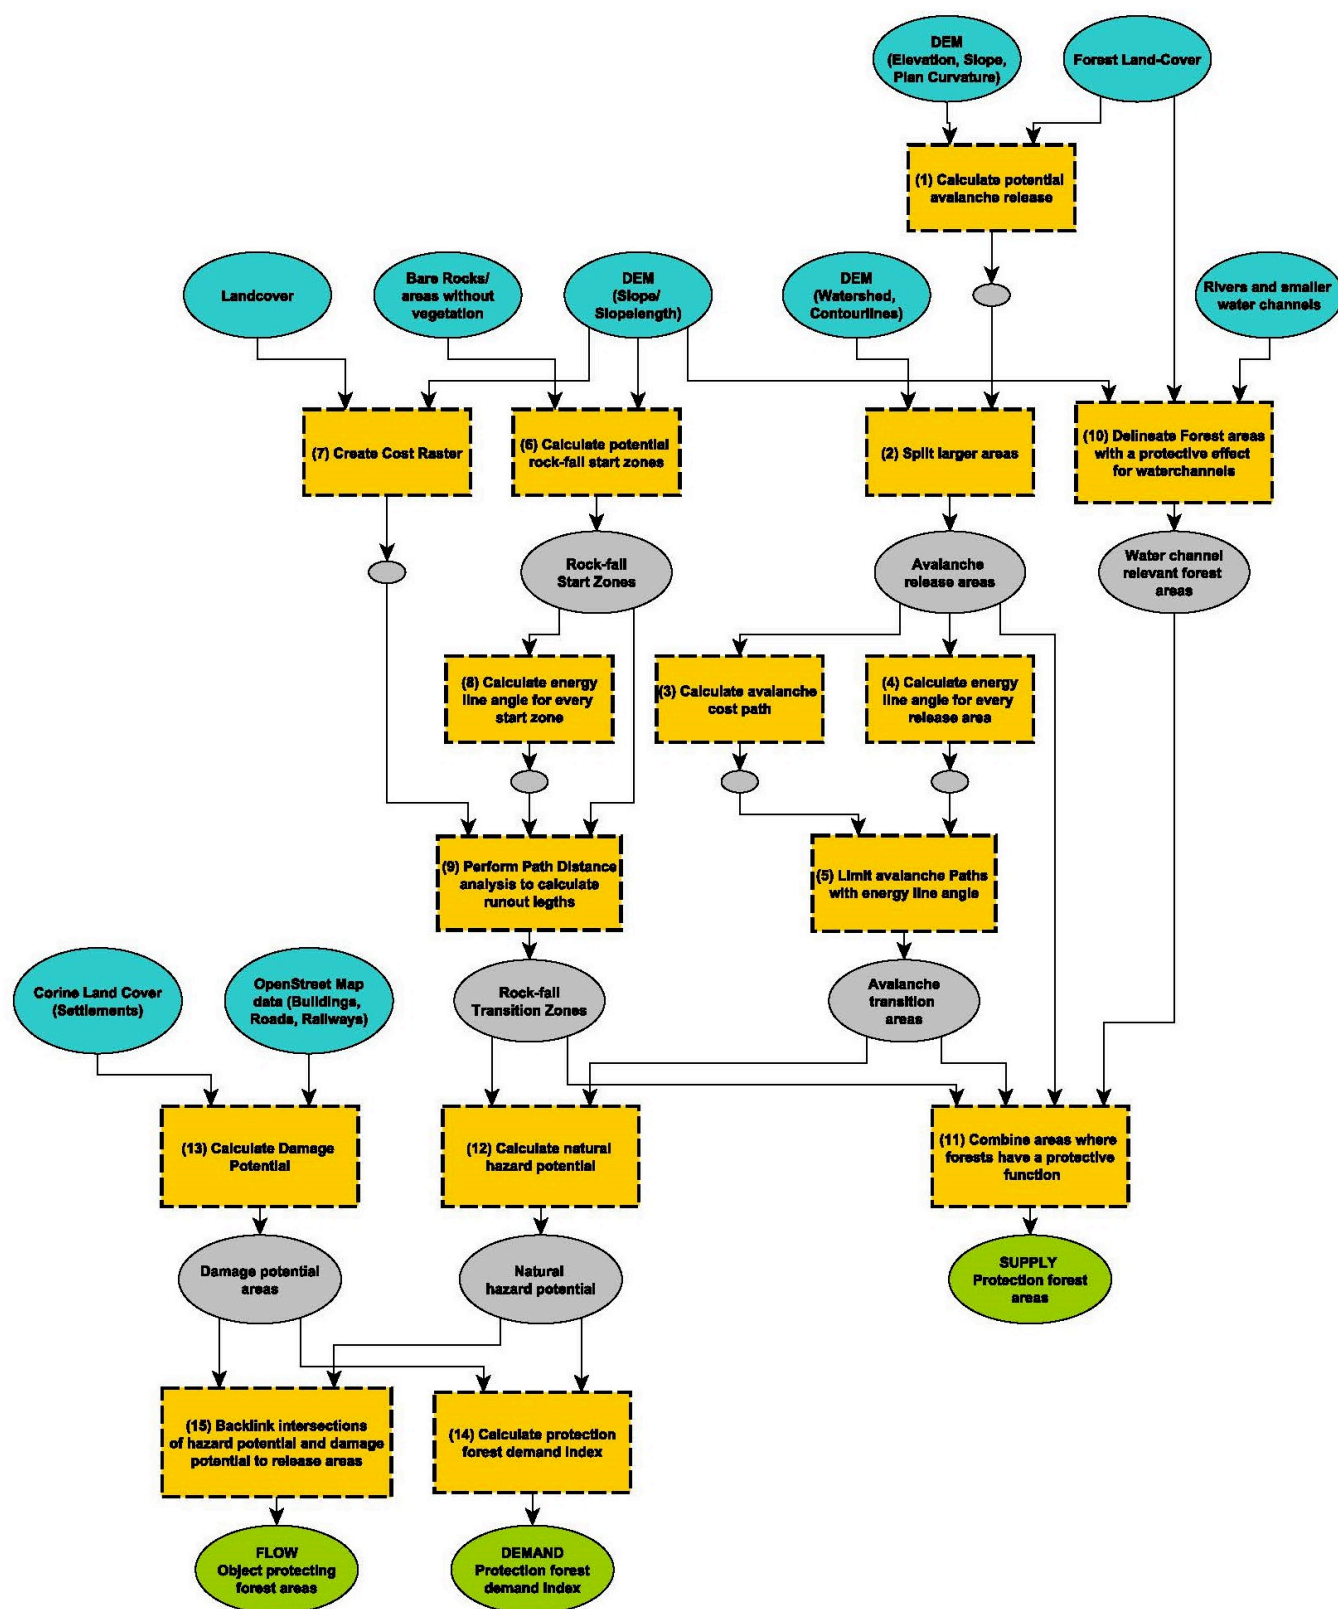 DEM
(Elevation, Slope,
Plan Curvature)
Forest Land-Cover
(1) Calculate potential
avalanche release
Landcover
Bare Rocks/
areas without
vegetation
DEM
(Slope/
Slopelength)
DEM
(Watershed,
Contourlines)
Rivers and smaller
water channels
(7) Create Cost Raster
(6) Calculate potential
rock-fall start zones
(2) Split larger areas
(10) Delineate Forest areas
with a protective effect
for waterchannels
Rock-fall
Start Zones
Avalanche
release areas
Water channel
relevant forest
areas
(8) Calculate energy
line angle for every
start zone
(3) Calculate avalanche
cost path
(4) Calculate energy
line angle for every
release area
(9) Perform Path Distance
analysis to calculate
runout legths
(5) Limit avalanche Paths
with energy line angle
Corine Land Cover
(Settlements)
OpenStreet Map
data (Buildings,
Roads, Railways)
Rock-fall
Transition Zones
Avalanche
transition
areas
(13) Calculate Damage
Potential
(12) Calculate natural
hazard potential
(11) Combine areas where
forests have a protective
function
Damage potential
areas
Natural
hazard potential
SUPPLY
Protection forest
areas
(15) Backlink intersections
of hazard potential and damage
potential to release areas
(14) Calculate protection
forest demand Index
FLOW
Object protecting
forest areas
DEMAND
Protection forest
demand Index